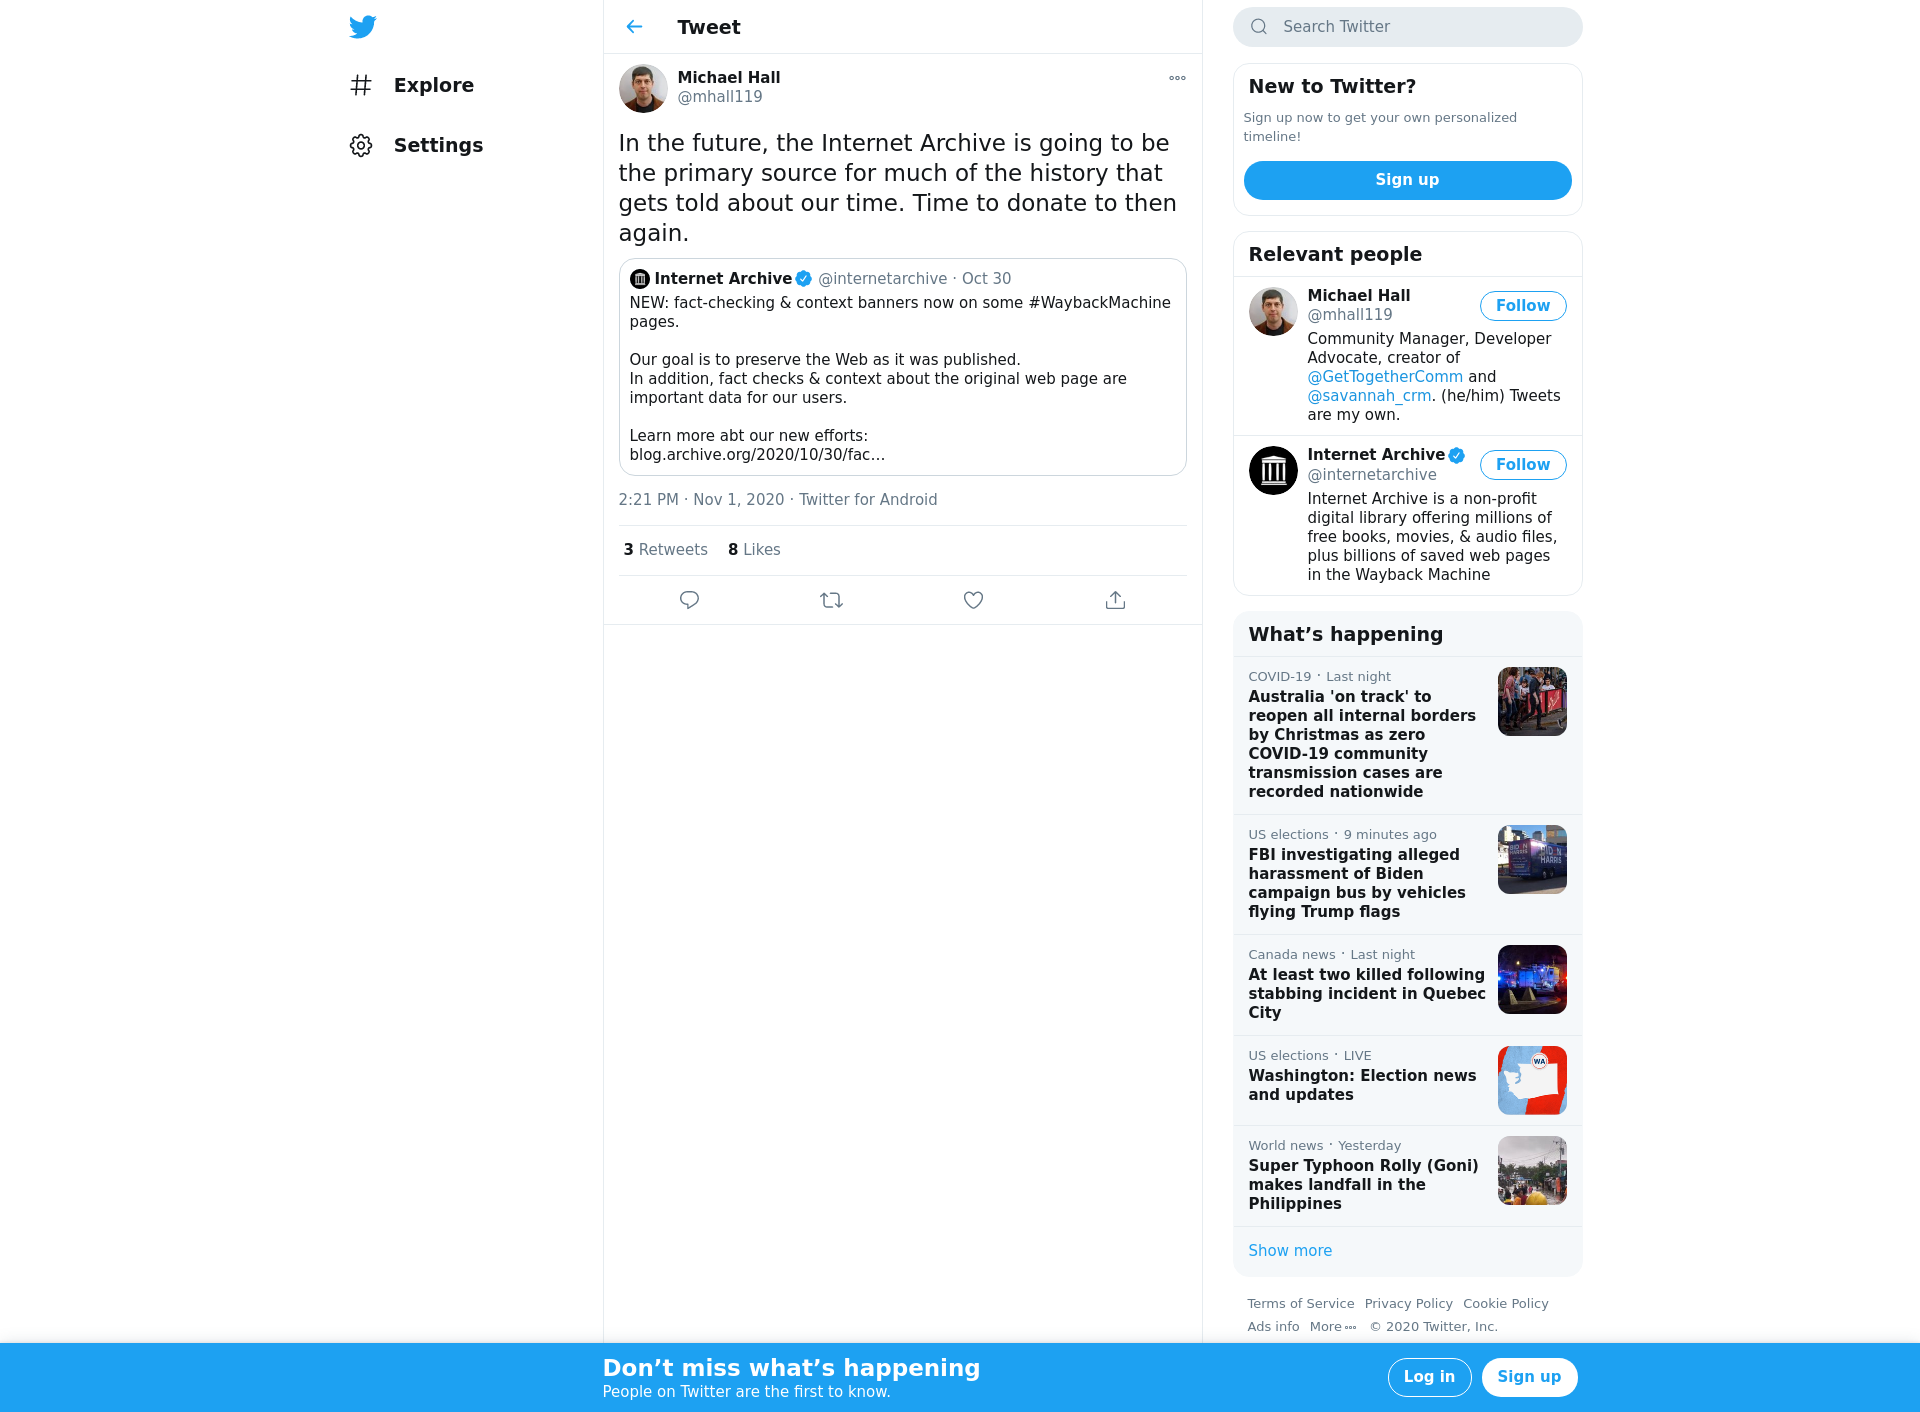 Explore
Settings
Tweet
Michael Hall
@mhall119
In the future, the Internet Archive is going to be
the primary source for much of the history that
gets told about our time. Time to donate to then
again.
Internet Archive @internetarchive · Oct 30
NEW: fact-checking & context banners now on some #WaybackMachine
pages.
Our goal is to preserve the Web as it was published.
In addition, fact checks & context about the original web page are
important data for our users.
Learn more abt our new efforts:
blog.archive.org/2020/10/30/fac…
2:21 PM · Nov 1, 2020 · Twitter for Android
3 Retweets 8 Likes
Search Twitter
New to Twitter?
Sign up now to get your own personalized
timeline!
Sign up
Relevant people
Michael Hall
@mhall119
Follow
Community Manager, Developer
Advocate, creator of
@GetTogetherComm and
@savannah_crm. (he/him) Tweets
are my own.
Internet Archive
@internetarchive
Follow
Internet Archive is a non-profit
digital library offering millions of
free books, movies, & audio files,
plus billions of saved web pages
in the Wayback Machine
What’s happening
COVID-19 · Last night
Australia 'on track' to
reopen all internal borders
by Christmas as zero
COVID-19 community
transmission cases are
recorded nationwide
US elections · 9 minutes ago
FBI investigating alleged
harassment of Biden
campaign bus by vehicles
flying Trump flags
BIDEN
HARRIS
Canada news · Last night
At least two killed following
stabbing incident in Quebec
City
US elections · LIVE
Washington: Election news
and updates
WA
World news · Yesterday
Super Typhoon Rolly (Goni)
makes landfall in the
Philippines
Show more
Terms of Service Privacy Policy Cookie Policy
Ads info More © 2020 Twitter, Inc.
Don’t miss what’s happening
People on Twitter are the first to know.
Log in
Sign up